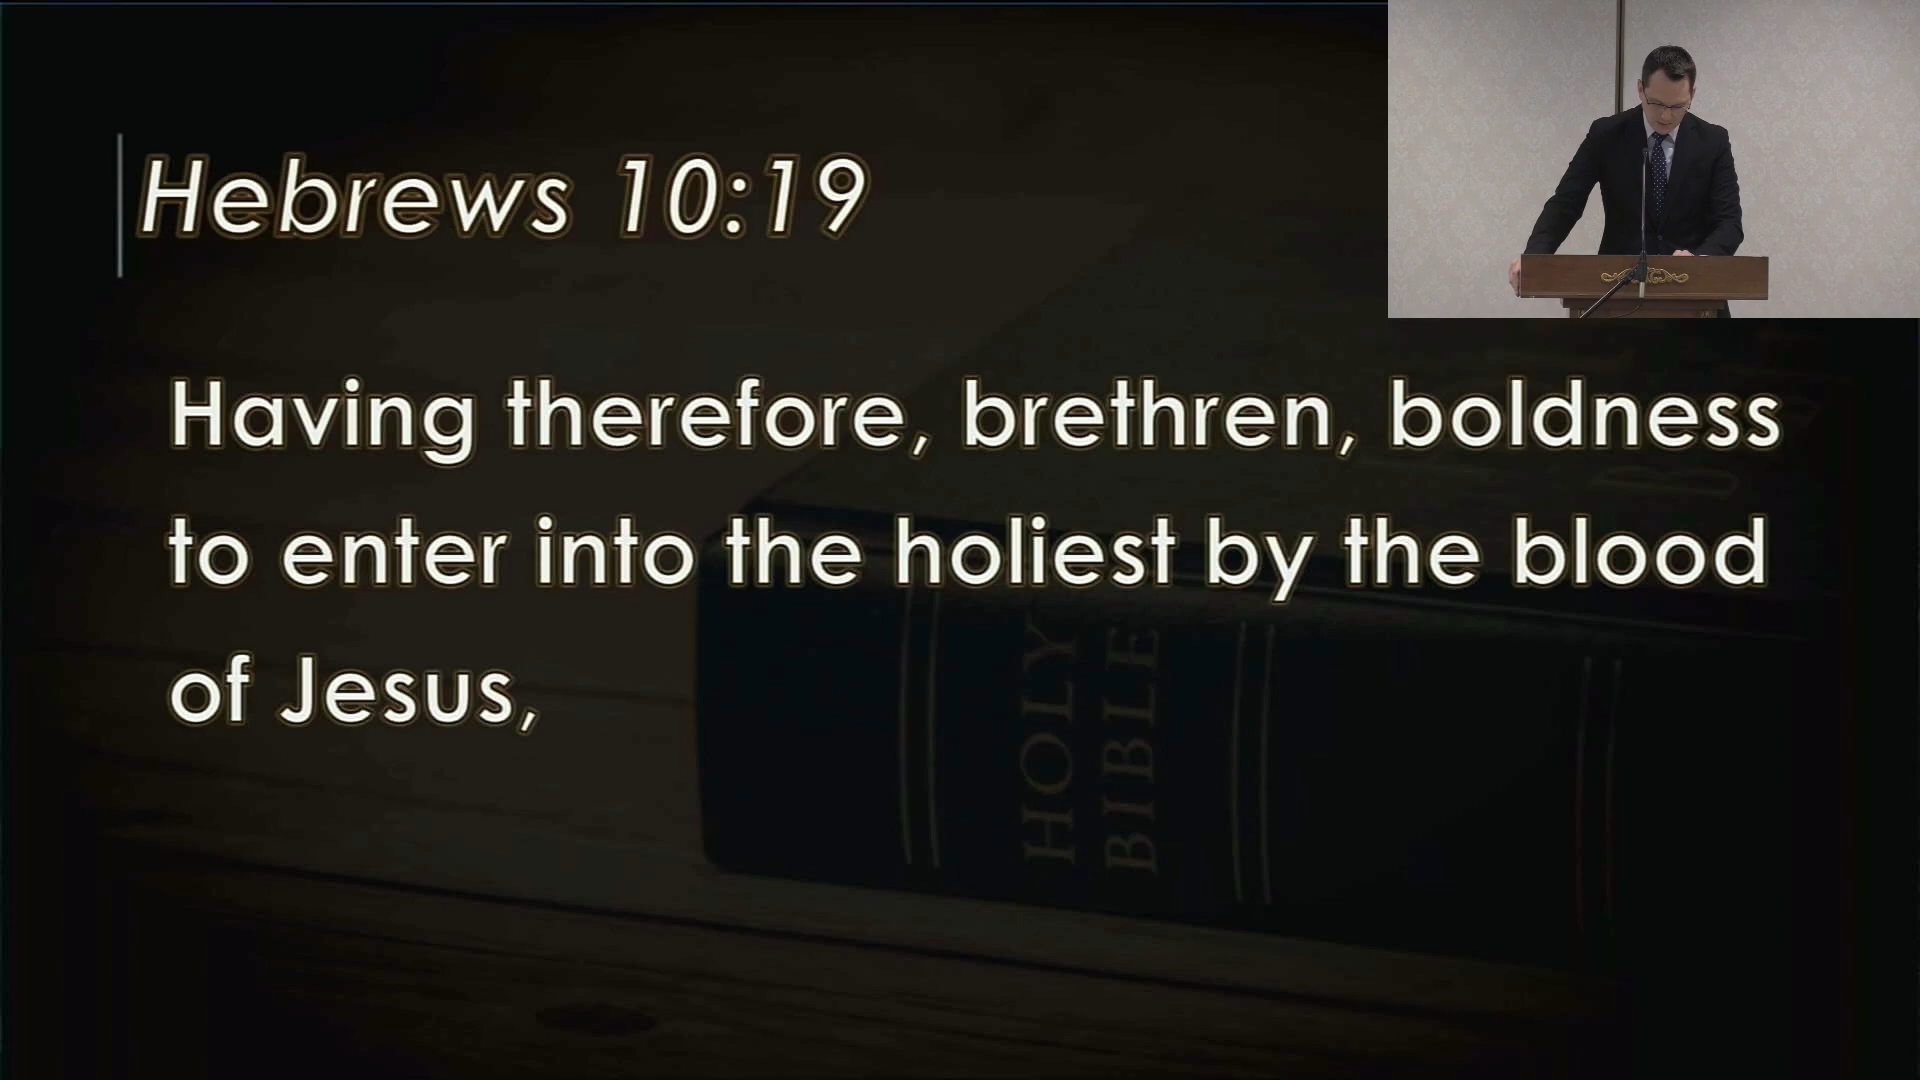 Hebrews 10:19
Having therefore, brethren, boldness
to enter into the holiest by the blood
of Jesus,
HOLY
BIBLE